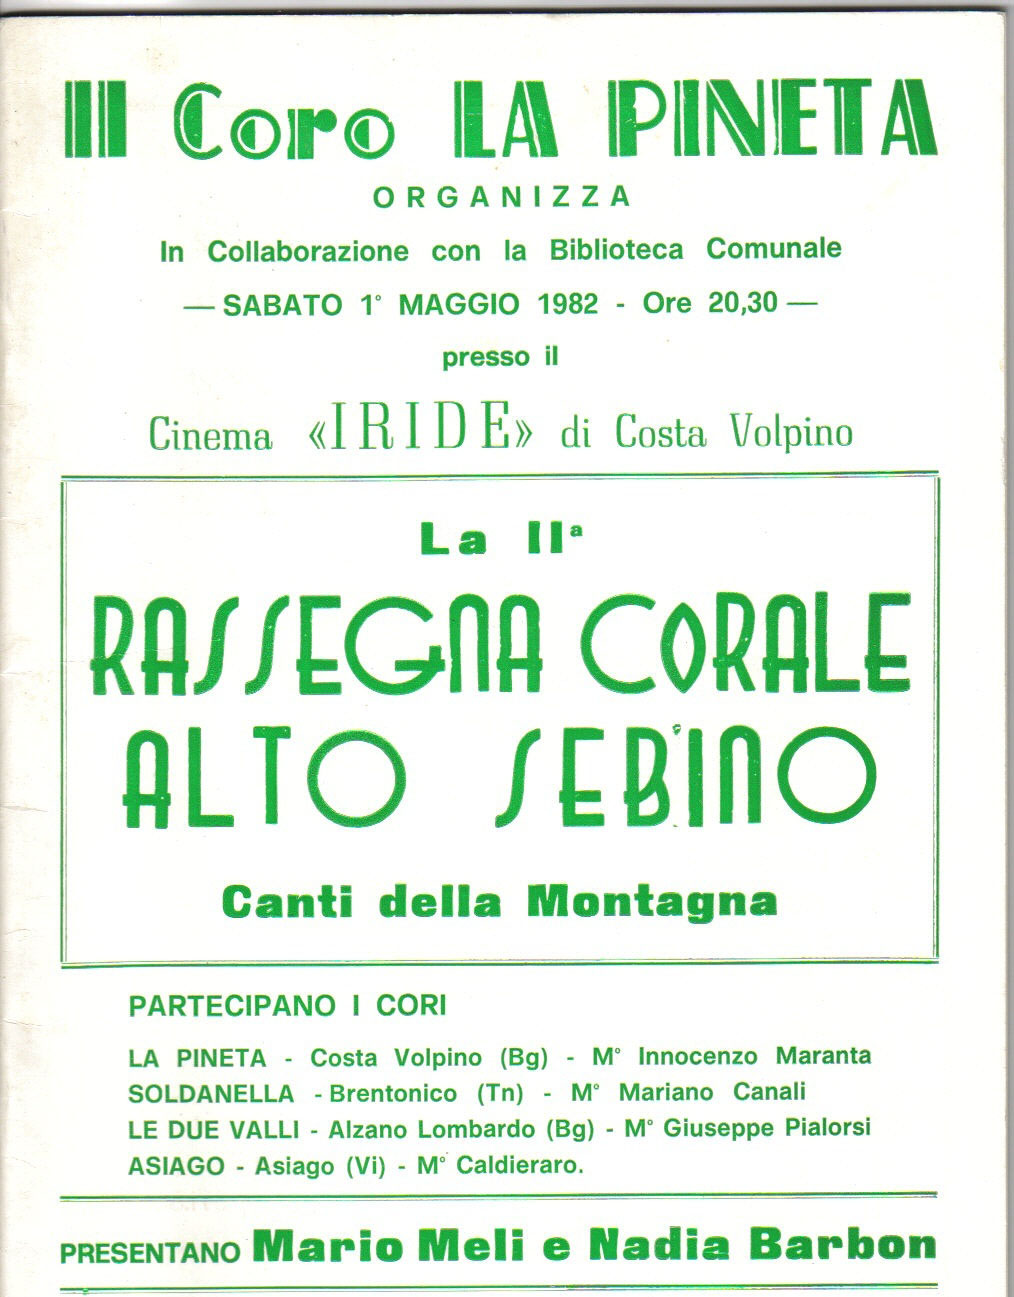 Il Coro LA PINETA
ORGANIZZA
In Collaborazione con la Biblioteca Comunale
— SABATO 1° MAGGIO 1982 - Ore 20,30 —
presso il
Cinema «IRIDE» di Costa Volpino
La IIª
RASSEGNA CORALE
ALTO SEBINO
Canti della Montagna
PARTECIPANO I CORI
LA PINETA - Costa Volpino (Bg) - M° Innocenzo Maranta
SOLDANELLA - Brentonico (Tn) - M° Mariano Canali
LE DUE VALLI - Alzano Lombardo (Bg) - M° Giuseppe Pialorsi
ASIAGO - Asiago (Vi) - M° Caldieraro.
PRESENTANO Mario Meli e Nadia Barbon